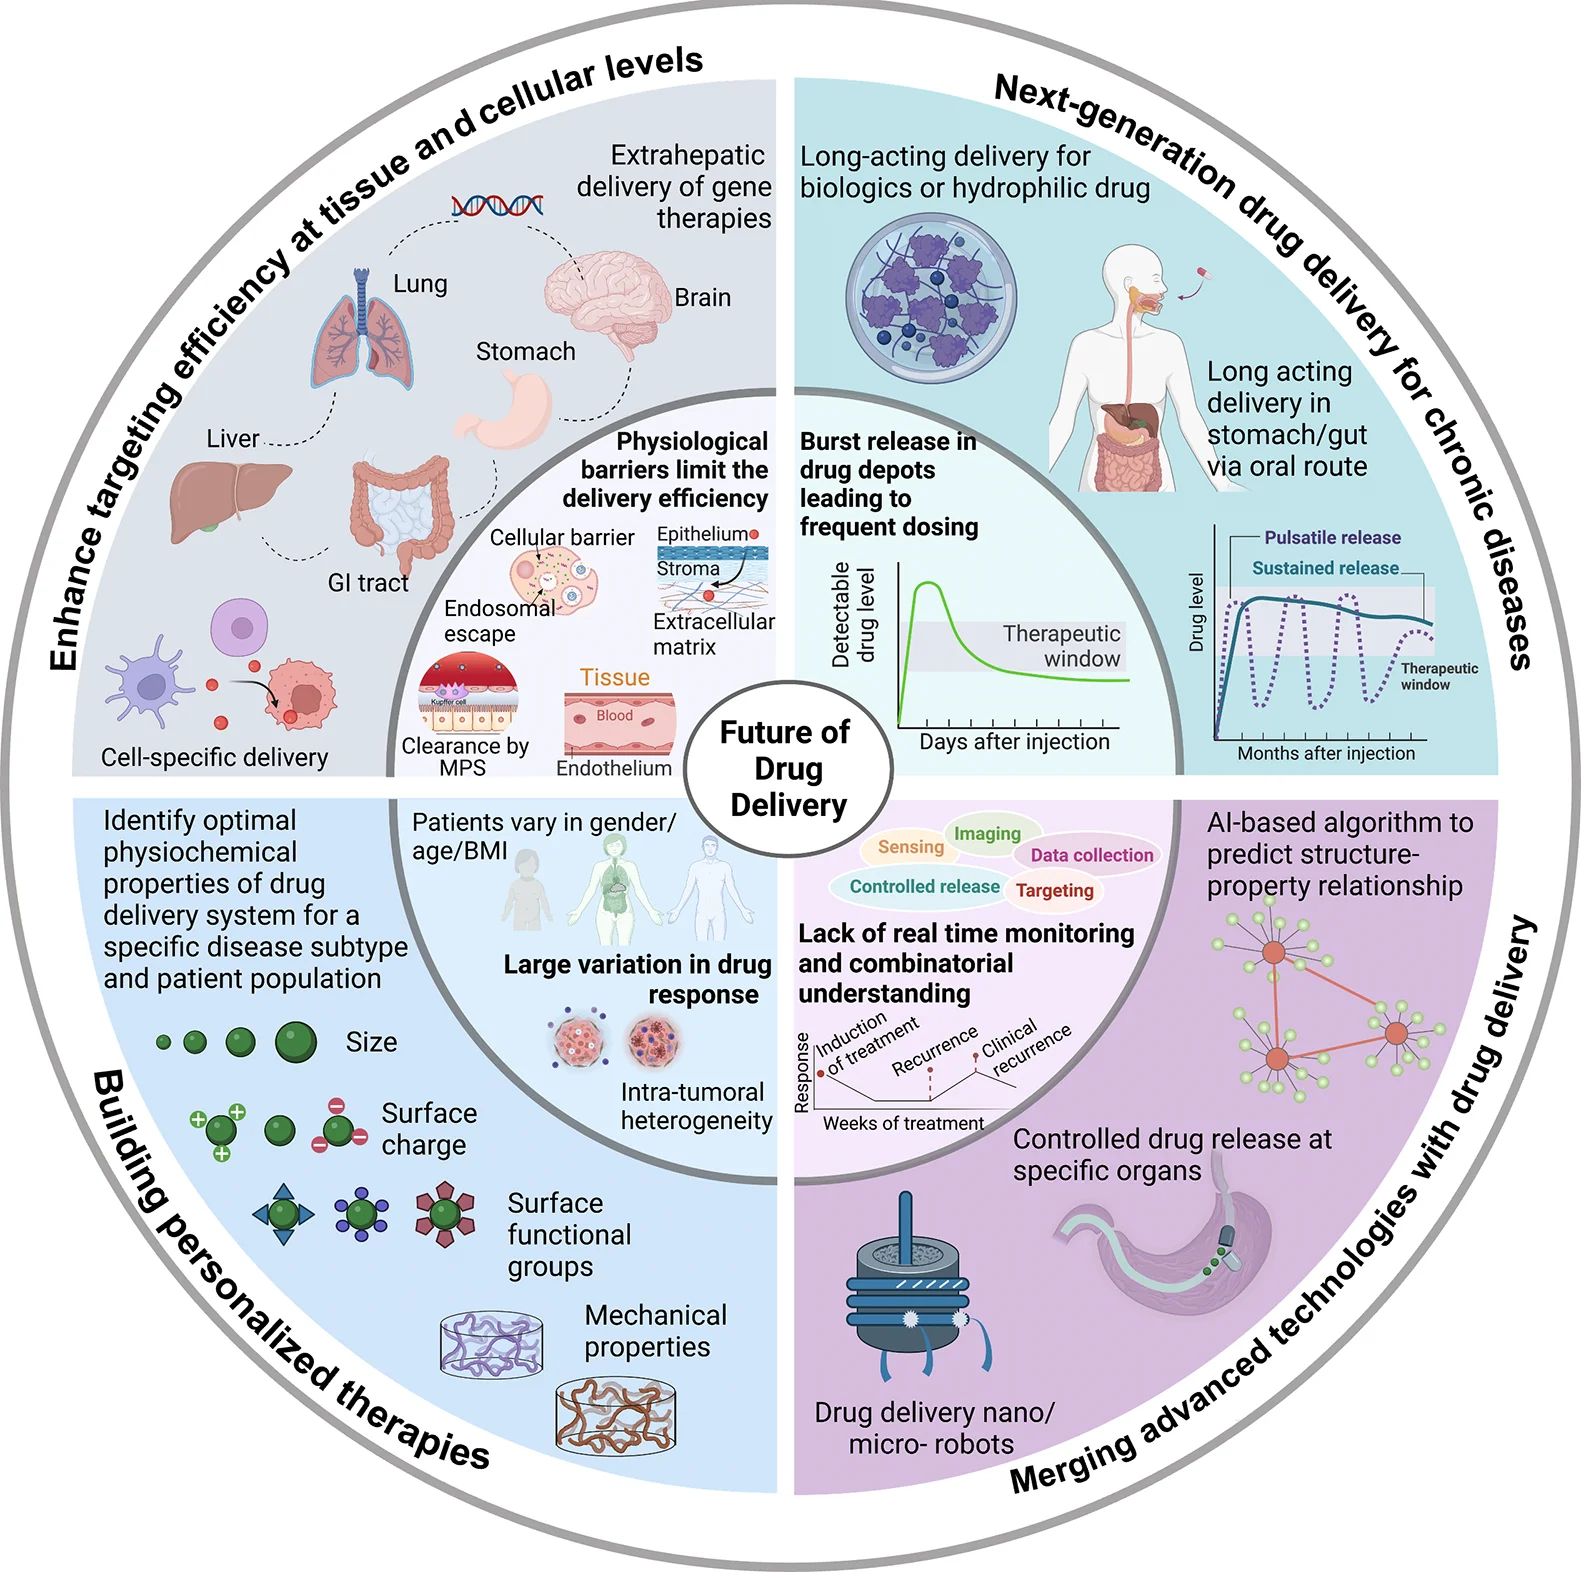 Enhance targeting efficiency at tissue and cellular levels
Extrahepatic
delivery of gene
therapies
Lung
Brain
Stomach
Liver
GI tract
Cell-specific delivery
Physiological
barriers limit the
delivery efficiency
Cellular barrier
Endosomal
escape
Epithelium
Stroma
Extracellular
matrix
Kupffer cell
Clearance by
MPS
Tissue
Blood
Endothelium
Next-generation drug delivery for chronic diseases
Long-acting delivery for
biologics or hydrophilic drug
Long acting
delivery in
stomach/gut
via oral route
Burst release in
drug depots
leading to
frequent dosing
Detectable
drug level
Therapeutic
window
Days after injection
Pulsatile release
Sustained release
Drug level
Therapeutic
window
Months after injection
Future of
Drug
Delivery
Identify optimal
physiochemical
properties of drug
delivery system for a
specific disease subtype
and patient population
Size
Surface
charge
Surface
functional
groups
Mechanical
properties
Building personalized therapies
Patients vary in gender/
age/BMI
Large variation in drug
response
Intra-tumoral
heterogeneity
Sensing
Imaging
Data collection
Controlled release
Targeting
Lack of real time monitoring
and combinatorial
understanding
Response
Induction
of treatment
Recurrence
Clinical
recurrence
Weeks of treatment
AI-based algorithm to
predict structure-
property relationship
Controlled drug release at
specific organs
Drug delivery nano/
micro- robots
Merging advanced technologies with drug delivery